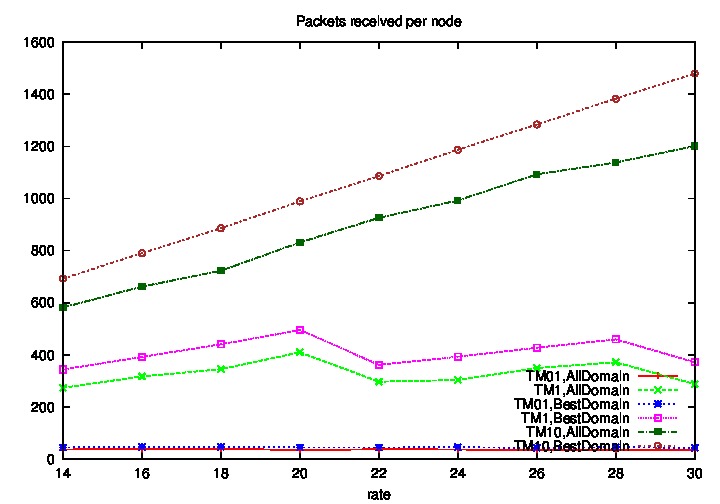 Packets received per node
1600
1400
1200
1000
800
600
400
200
0
TM01,AllDomain
TM1,AllDomain
TM01,BestDomain
TM1,BestDomain
TM10,AllDomain
TM10,BestDomain
14 16 18 20 22 24 26 28 30
rate